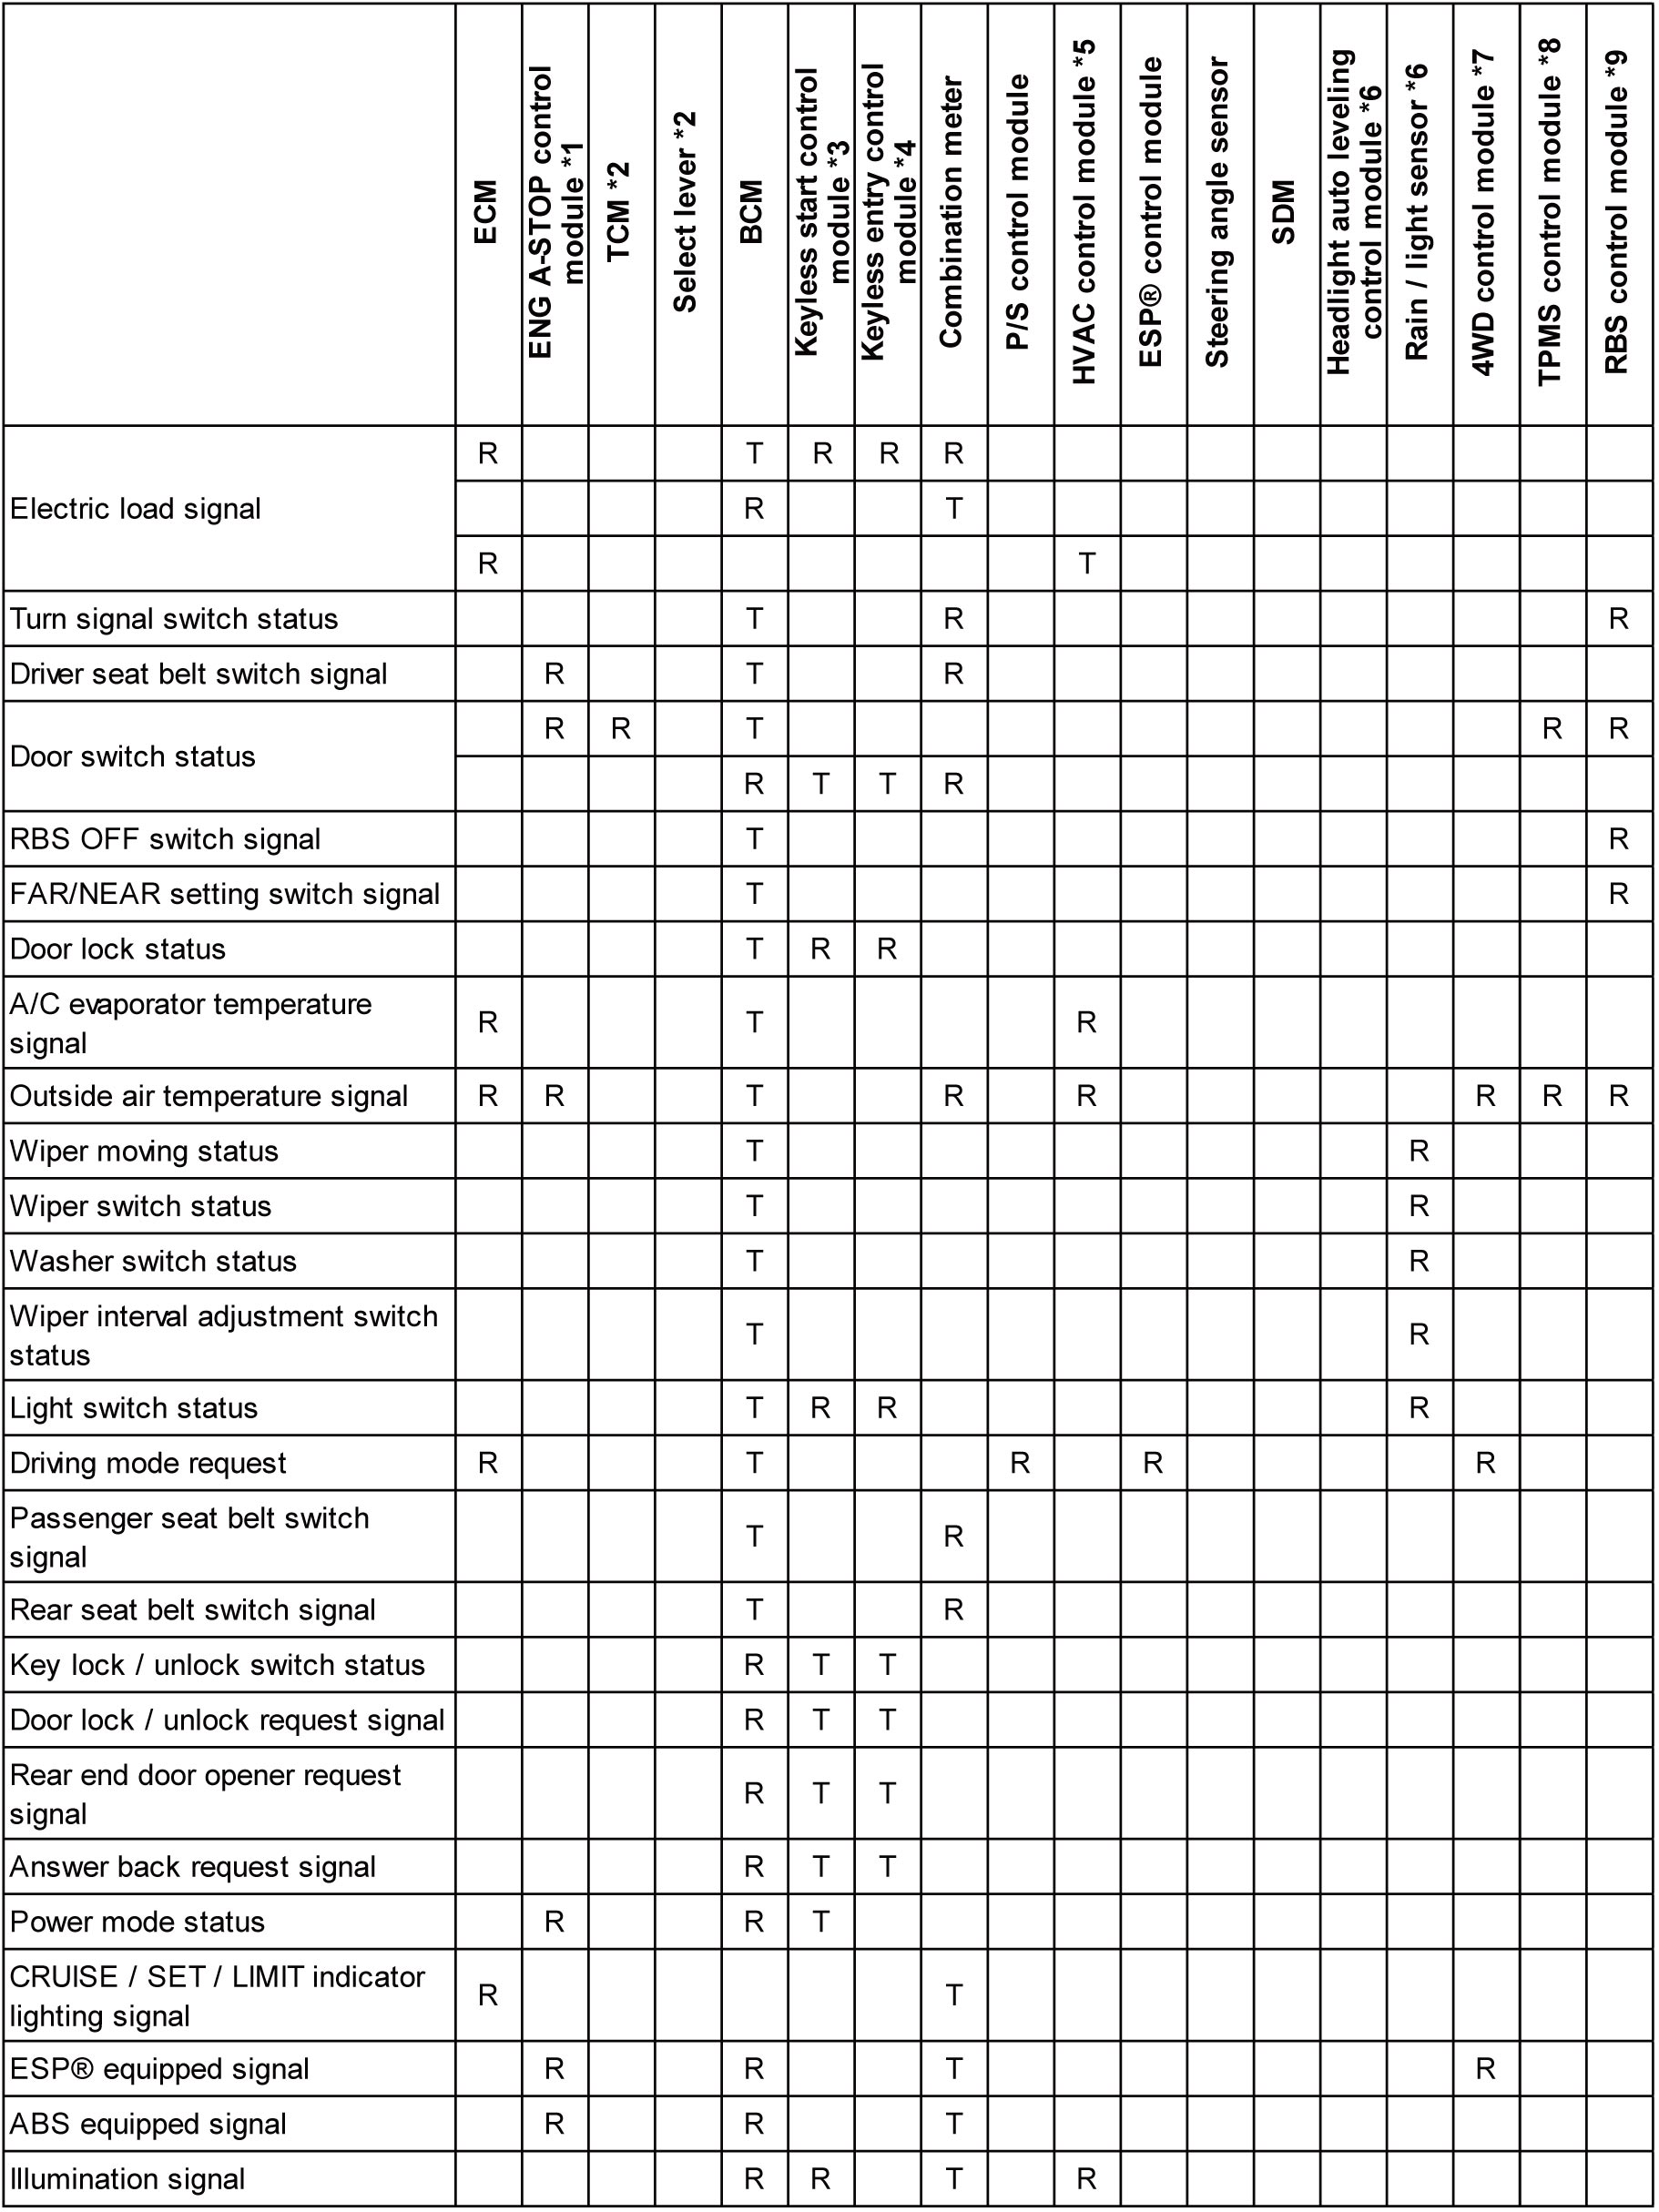 ECM
ENG A-STOP control
module *1
TCM *2
Select lever *2
BCM
Keyless start control
module *3
Keyless entry control
module *4
Combination meter
P/S control module
HVAC control module *5
ESP® control module
Steering angle sensor
SDM
Headlight auto leveling
control module *6
Rain / light sensor *6
4WD control module *7
TPMS control module *8
RBS control module *9
Electric load signal
R T R R R
R T
R T
Turn signal switch status T R R
Driver seat belt switch signal R T R
Door switch status
R R T R R
R T T R
RBS OFF switch signal T R
FAR/NEAR setting switch signal T R
Door lock status T R R
A/C evaporator temperature
signal
R T R
Outside air temperature signal R R T R R R R R
Wiper moving status T R
Wiper switch status T R
Washer switch status T R
Wiper interval adjustment switch
status
T R
Light switch status T R R R
Driving mode request R T R R R
Passenger seat belt switch
signal
T R
Rear seat belt switch signal T R
Key lock / unlock switch status R T T
Door lock / unlock request signal R T T
Rear end door opener request
signal
R T T
Answer back request signal R T T
Power mode status R R T
CRUISE / SET / LIMIT indicator
lighting signal
R T
ESP® equipped signal R R T R
ABS equipped signal R R T
Illumination signal R R T R